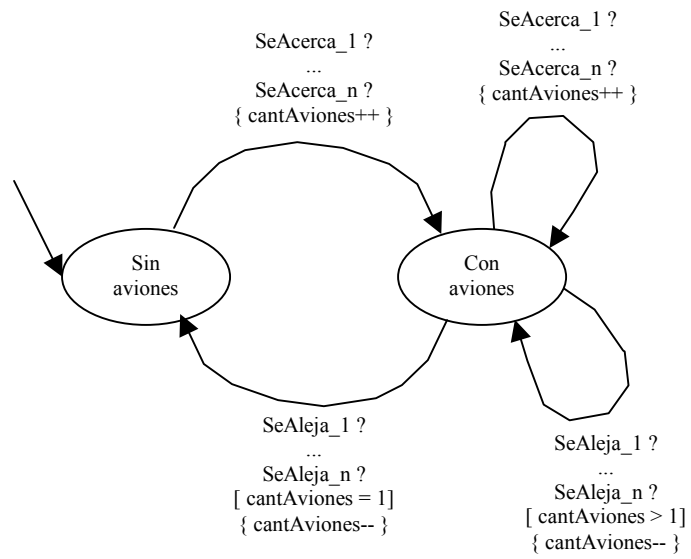 SeAcerca_1 ?
...
SeAcerca_n ?
{ cantAviones++ }
SeAcerca_1 ?
...
SeAcerca_n ?
{ cantAviones++ }
Sin
aviones
Con
aviones
SeAleja_1 ?
...
SeAleja_n ?
[ cantAviones = 1]
{ cantAviones-- }
SeAleja_1 ?
...
SeAleja_n ?
[ cantAviones > 1]
{ cantAviones-- }